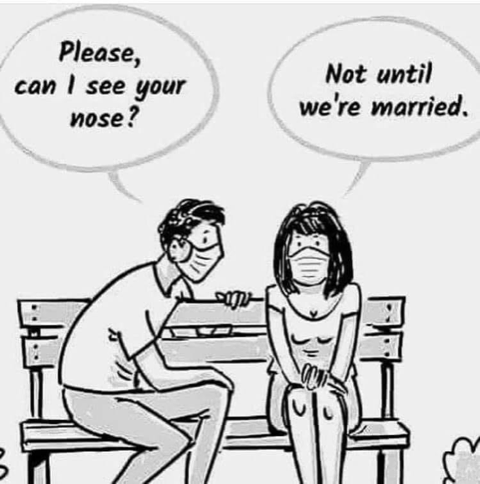 Please,
can I see your
nose?
Not until
we're married.